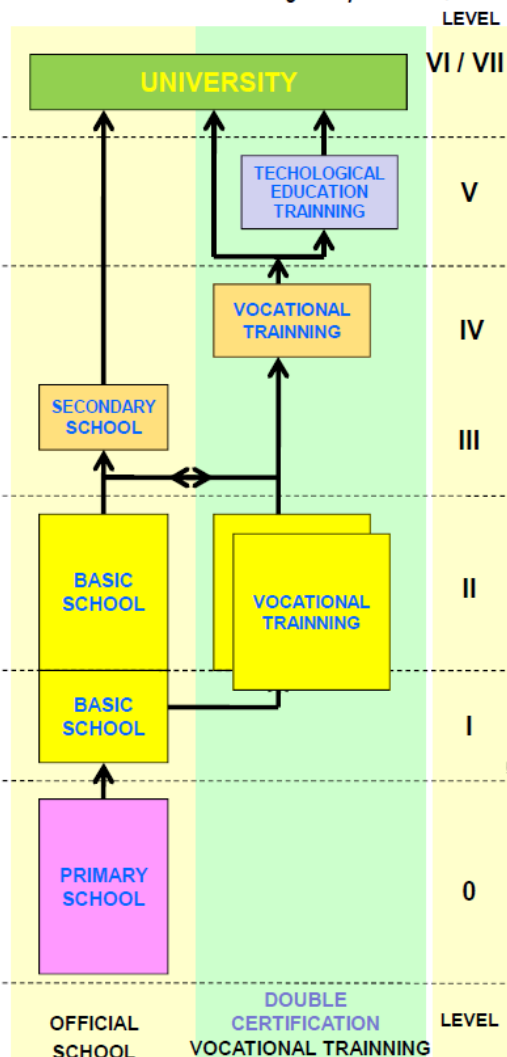 LEVEL
VI / VII
UNIVERSITY
TECHOLOGICAL
EDUCATION
TRAINNING
V
VOCATIONAL
TRAINNING
IV
SECONDARY
SCHOOL
III
BASIC
SCHOOL
VOCATIONAL
TRAINNING
II
BASIC
SCHOOL
I
PRIMARY
SCHOOL
0
OFFICIAL
SCHOOL
DOUBLE
CERTIFICATION
VOCATIONAL TRAINNING
LEVEL